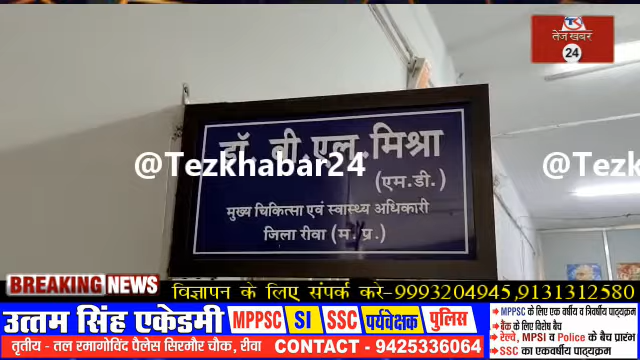 तेज खबर
24
डॉ. बी.एल.मिश्रा
(एम.डी.)
मुख्य चिकित्सा एवं स्वास्थ्य अधिकारी
जिला रीवा (म.प्र.)
@Tezkhabar24
@Tezkh
BREAKING NEWS
विज्ञापन के लिए संपर्क करे-9993204945,9131312580
उत्तम सिंह एकेडमी MPPSC SI SSC पर्यवेक्षक पुलिस
तृतीय - तल रमागोविंद पैलेस सिरमौर चौक, रीवा CONTACT - 9425336064
MPPSC के लिए एक वर्षीय व त्रिवर्षीय पाठ्यक्रम
बैंक के लिए विशेष बैच
रेल्वे, MPSI व Police के बैच प्रारंभ
SSC का एकवर्षीय पाठ्यक्रम